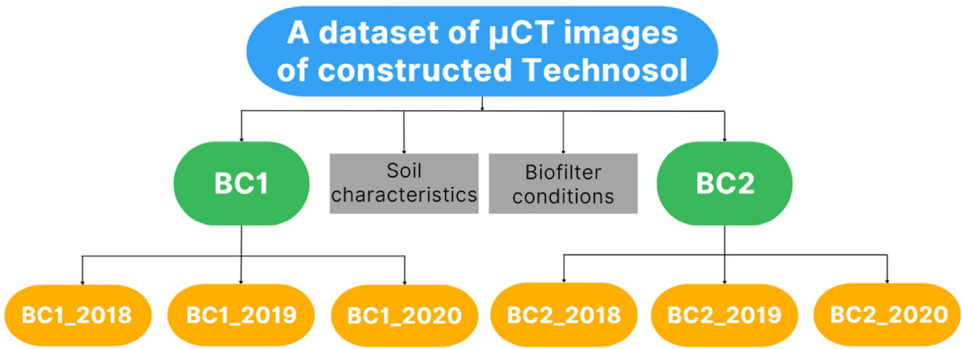 A dataset of μCT images
of constructed Technosol
BC1
Soil
characteristics
Biofilter
conditions
BC2
BC1_2018
BC1_2019
BC1_2020
BC2_2018
BC2_2019
BC2_2020